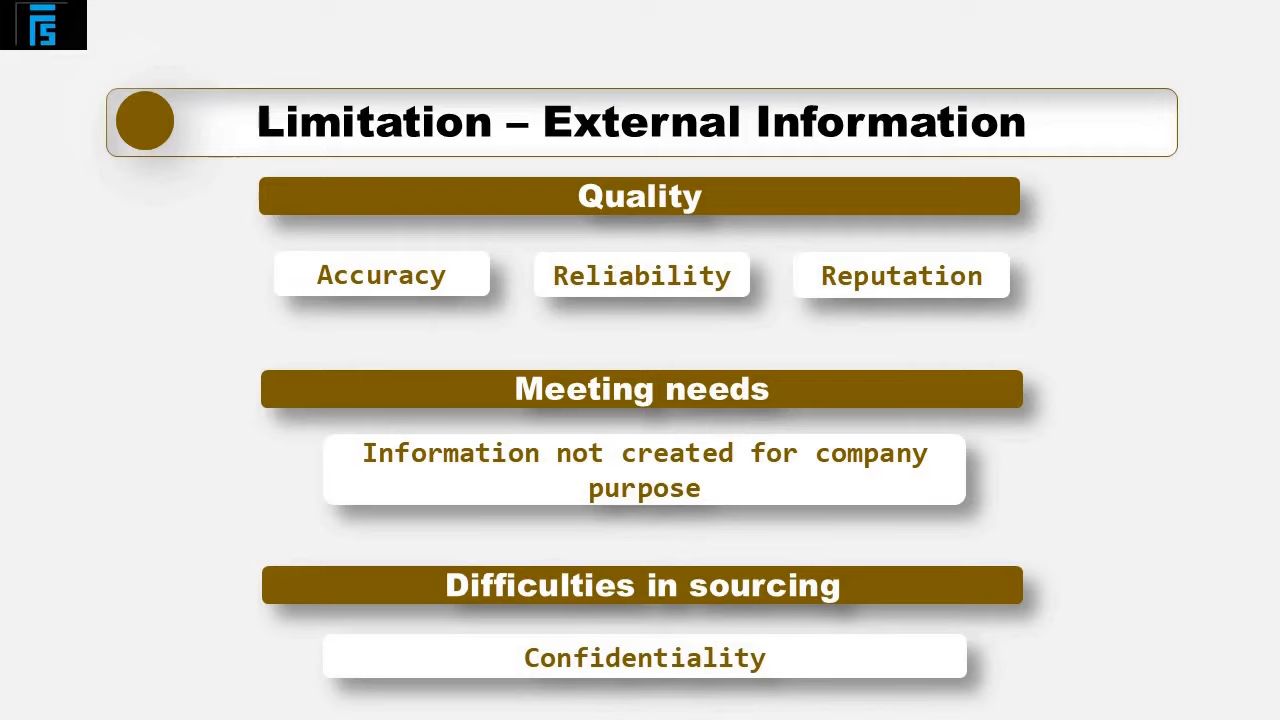 Limitation – External Information
Quality
Accuracy
Reliability
Reputation
Meeting needs
Information not created for company
purpose
Difficulties in sourcing
Confidentiality